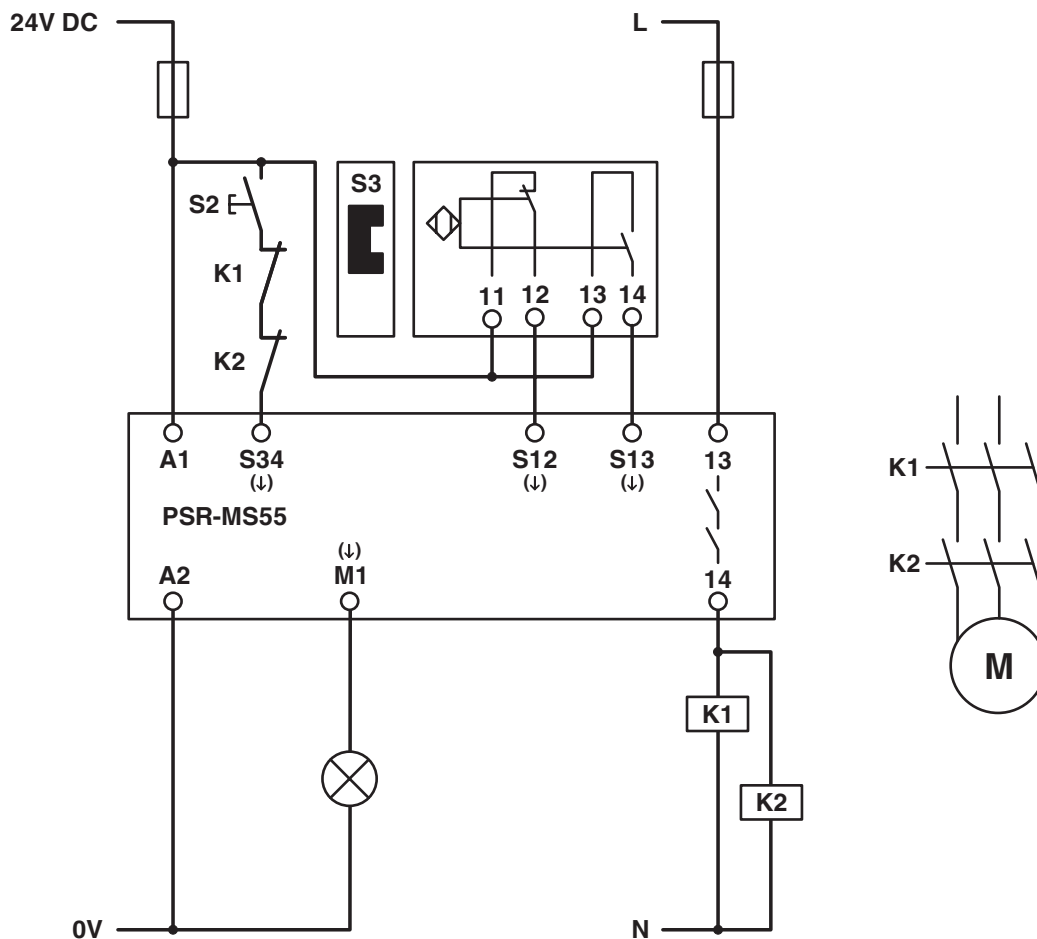 24V DC
L
S3
S2
K1
11 12 13 14
K2
A1 S34 S12 S13 13
(↓) (↓) (↓)
K1
PSR-MS55
(↓)
A2 M1 14
K2
M
K1
K2
0V
N